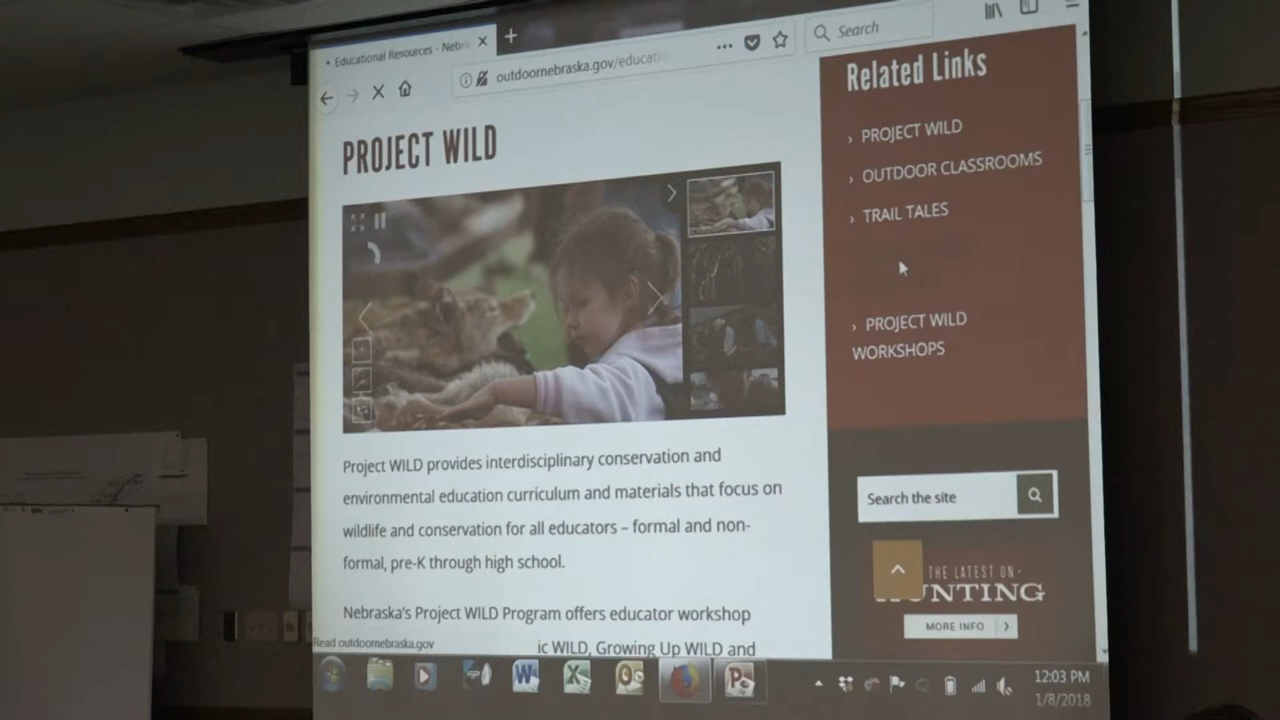 Educational Resources - Nebr
Search
outdoornebraska.gov/educati
Related Links
PROJECT WILD
OUTDOOR CLASSROOMS
TRAIL TALES
PROJECT WILD
WORKSHOPS
PROJECT WILD
Project WILD provides interdisciplinary conservation and
environmental education curriculum and materials that focus on
wildlife and conservation for all educators – formal and non-
formal, pre-K through high school.
Nebraska's Project WILD Program offers educator workshop
ic WILD, Growing Up WILD and
Read outdoornebraska.gov
Search the site
THE LATEST ON
HUNTING
MORE INFO
12:03 PM
1/8/2018